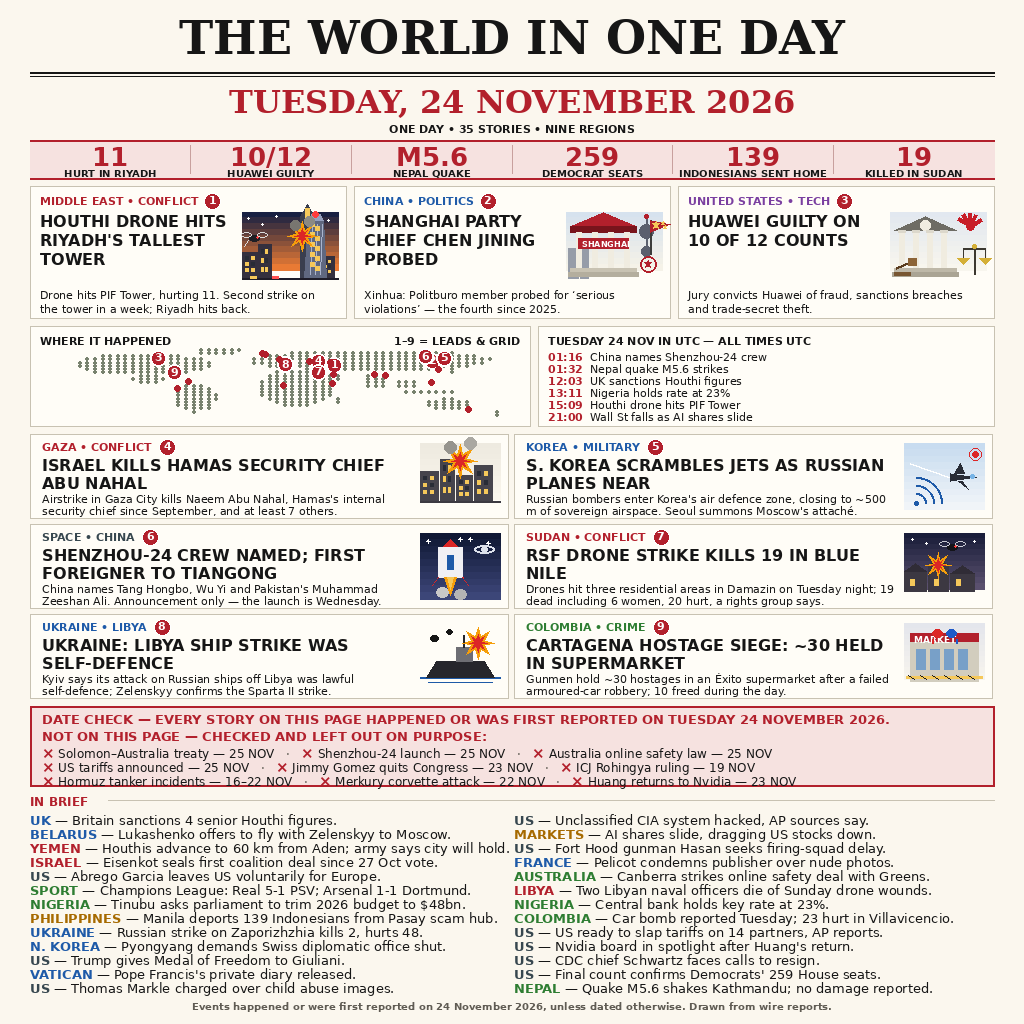 THE WORLD IN ONE DAY
TUESDAY, 24 NOVEMBER 2026
ONE DAY • 35 STORIES • NINE REGIONS
11
HURT IN RIYADH
10/12
HUAWEI GUILTY
M5.6
NEPAL QUAKE
259
DEMOCRAT SEATS
139
INDONESIANS SENT HOME
19
KILLED IN SUDAN
MIDDLE EAST • CONFLICT 1
HOUTHI DRONE HITS
RIYADH'S TALLEST
TOWER
Drone hits PIF Tower, hurting 11. Second strike on
the tower in a week; Riyadh hits back.
CHINA • POLITICS 2
SHANGHAI PARTY
CHIEF CHEN JINING
PROBED
SHANGHAI
Xinhua: Politburo member probed for ‘serious
violations’ — the fourth since 2025.
UNITED STATES • TECH 3
HUAWEI GUILTY ON
10 OF 12 COUNTS
Jury convicts Huawei of fraud, sanctions breaches
and trade-secret theft.
WHERE IT HAPPENED
1–9 = LEADS & GRID
3
9
8
4
7
1
6
5
TUESDAY 24 NOV IN UTC — ALL TIMES UTC
01:16 China names Shenzhou-24 crew
01:32 Nepal quake M5.6 strikes
12:03 UK sanctions Houthi figures
13:11 Nigeria holds rate at 23%
15:09 Houthi drone hits PIF Tower
21:00 Wall St falls as AI shares slide
GAZA • CONFLICT 4
ISRAEL KILLS HAMAS SECURITY CHIEF
ABU NAHAL
Airstrike in Gaza City kills Naeem Abu Nahal, Hamas's internal
security chief since September, and at least 7 others.
KOREA • MILITARY 5
S. KOREA SCRAMBLES JETS AS RUSSIAN
PLANES NEAR
Russian bombers enter Korea's air defence zone, closing to ~500
m of sovereign airspace. Seoul summons Moscow's attaché.
SPACE • CHINA 6
SHENZHOU-24 CREW NAMED; FIRST
FOREIGNER TO TIANGONG
China names Tang Hongbo, Wu Yi and Pakistan's Muhammad
Zeeshan Ali. Announcement only — the launch is Wednesday.
SUDAN • CONFLICT 7
RSF DRONE STRIKE KILLS 19 IN BLUE
NILE
Drones hit three residential areas in Damazin on Tuesday night; 19
dead including 6 women, 20 hurt, a rights group says.
UKRAINE • LIBYA 8
UKRAINE: LIBYA SHIP STRIKE WAS
SELF-DEFENCE
Kyiv says its attack on Russian ships off Libya was lawful
self-defence; Zelenskyy confirms the Sparta II strike.
COLOMBIA • CRIME 9
CARTAGENA HOSTAGE SIEGE: ~30 HELD
IN SUPERMARKET
Gunmen hold ~30 hostages in an Éxito supermarket after a failed
armoured-car robbery; 10 freed during the day.
MARKET
DATE CHECK — EVERY STORY ON THIS PAGE HAPPENED OR WAS FIRST REPORTED ON TUESDAY 24 NOVEMBER 2026.
NOT ON THIS PAGE — CHECKED AND LEFT OUT ON PURPOSE:
✕ Solomon–Australia treaty — 25 NOV · ✕ Shenzhou-24 launch — 25 NOV · ✕ Australia online safety law — 25 NOV
✕ US tariffs announced — 25 NOV · ✕ Jimmy Gomez quits Congress — 23 NOV · ✕ ICJ Rohingya ruling — 19 NOV
✕ Hormuz tanker incidents — 16–22 NOV · ✕ Merkury corvette attack — 22 NOV · ✕ Huang returns to Nvidia — 23 NOV
IN BRIEF
UK — Britain sanctions 4 senior Houthi figures.
BELARUS — Lukashenko offers to fly with Zelenskyy to Moscow.
YEMEN — Houthis advance to 60 km from Aden; army says city will hold.
ISRAEL — Eisenkot seals first coalition deal since 27 Oct vote.
US — Abrego Garcia leaves US voluntarily for Europe.
SPORT — Champions League: Real 5-1 PSV; Arsenal 1-1 Dortmund.
NIGERIA — Tinubu asks parliament to trim 2026 budget to $48bn.
PHILIPPINES — Manila deports 139 Indonesians from Pasay scam hub.
UKRAINE — Russian strike on Zaporizhzhia kills 2, hurts 48.
N. KOREA — Pyongyang demands Swiss diplomatic office shut.
US — Trump gives Medal of Freedom to Giuliani.
VATICAN — Pope Francis's private diary released.
US — Thomas Markle charged over child abuse images.
US — Unclassified CIA system hacked, AP sources say.
MARKETS — AI shares slide, dragging US stocks down.
US — Fort Hood gunman Hasan seeks firing-squad delay.
FRANCE — Pelicot condemns publisher over nude photos.
AUSTRALIA — Canberra strikes online safety deal with Greens.
LIBYA — Two Libyan naval officers die of Sunday drone wounds.
NIGERIA — Central bank holds key rate at 23%.
COLOMBIA — Car bomb reported Tuesday; 23 hurt in Villavicencio.
US — US ready to slap tariffs on 14 partners, AP reports.
US — Nvidia board in spotlight after Huang's return.
US — CDC chief Schwartz faces calls to resign.
US — Final count confirms Democrats' 259 House seats.
NEPAL — Quake M5.6 shakes Kathmandu; no damage reported.
Events happened or were first reported on 24 November 2026, unless dated otherwise. Drawn from wire reports.